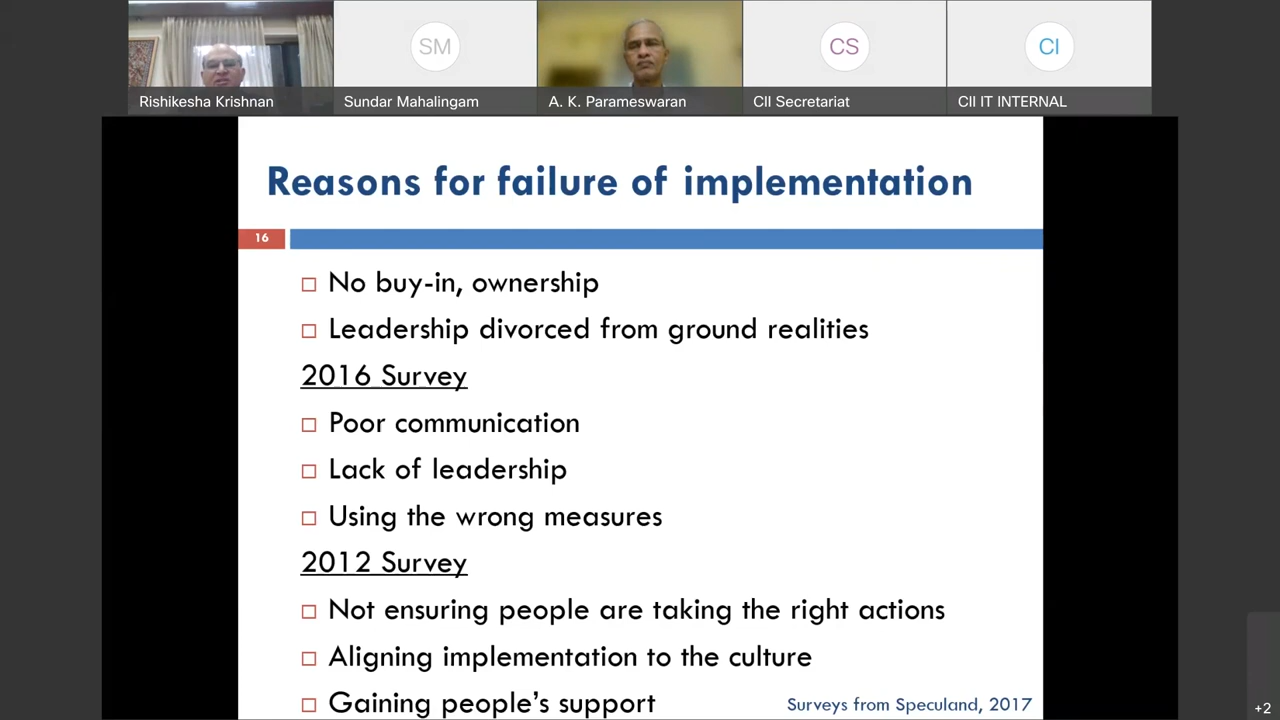 SM
CS
CI
Rishikesha Krishnan
Sundar Mahalingam
A. K. Parameswaran
CII Secretariat
CII IT INTERNAL
Reasons for failure of implementation
16
No buy-in, ownership
Leadership divorced from ground realities
2016 Survey
Poor communication
Lack of leadership
Using the wrong measures
2012 Survey
Not ensuring people are taking the right actions
Aligning implementation to the culture
Gaining people's support
Surveys from Speculand, 2017
+2